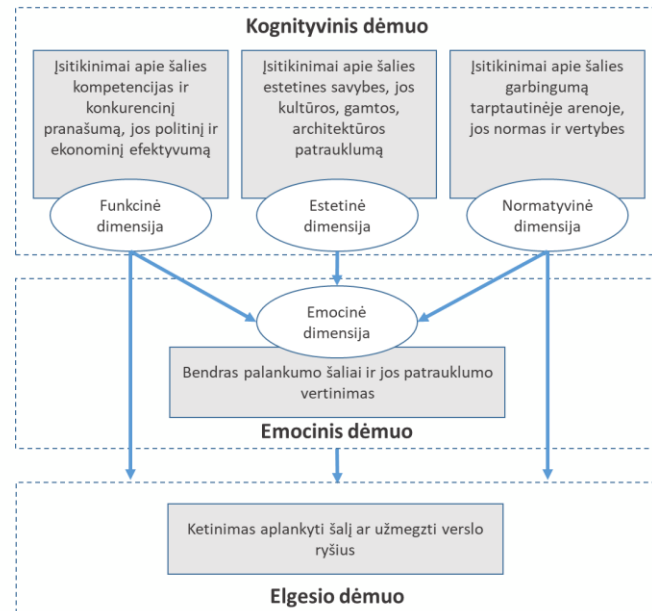 Kognityvinis dėmuo
Įsitikinimai apie šalies
kompetencijas ir
konkurencinį
pranašumą, jos politinį ir
ekonominį efektyvumą
Funkcinė
dimensija
Įsitikinimai apie šalies
estetines savybes, jos
kultūros, gamtos,
architektūros
patrauklumą
Estetinė
dimensija
Įsitikinimai apie šalies
garbingumą
tarptautinėje arenoje,
jos normas ir vertybes
Normatyvinė
dimensija
Emocinė
dimensija
Bendras palankumo šaliai ir jos patrauklumo
vertinimas
Emocinis dėmuo
Ketinimas aplankyti šalį ar užmegzti verslo
ryšius
Elgesio dėmuo